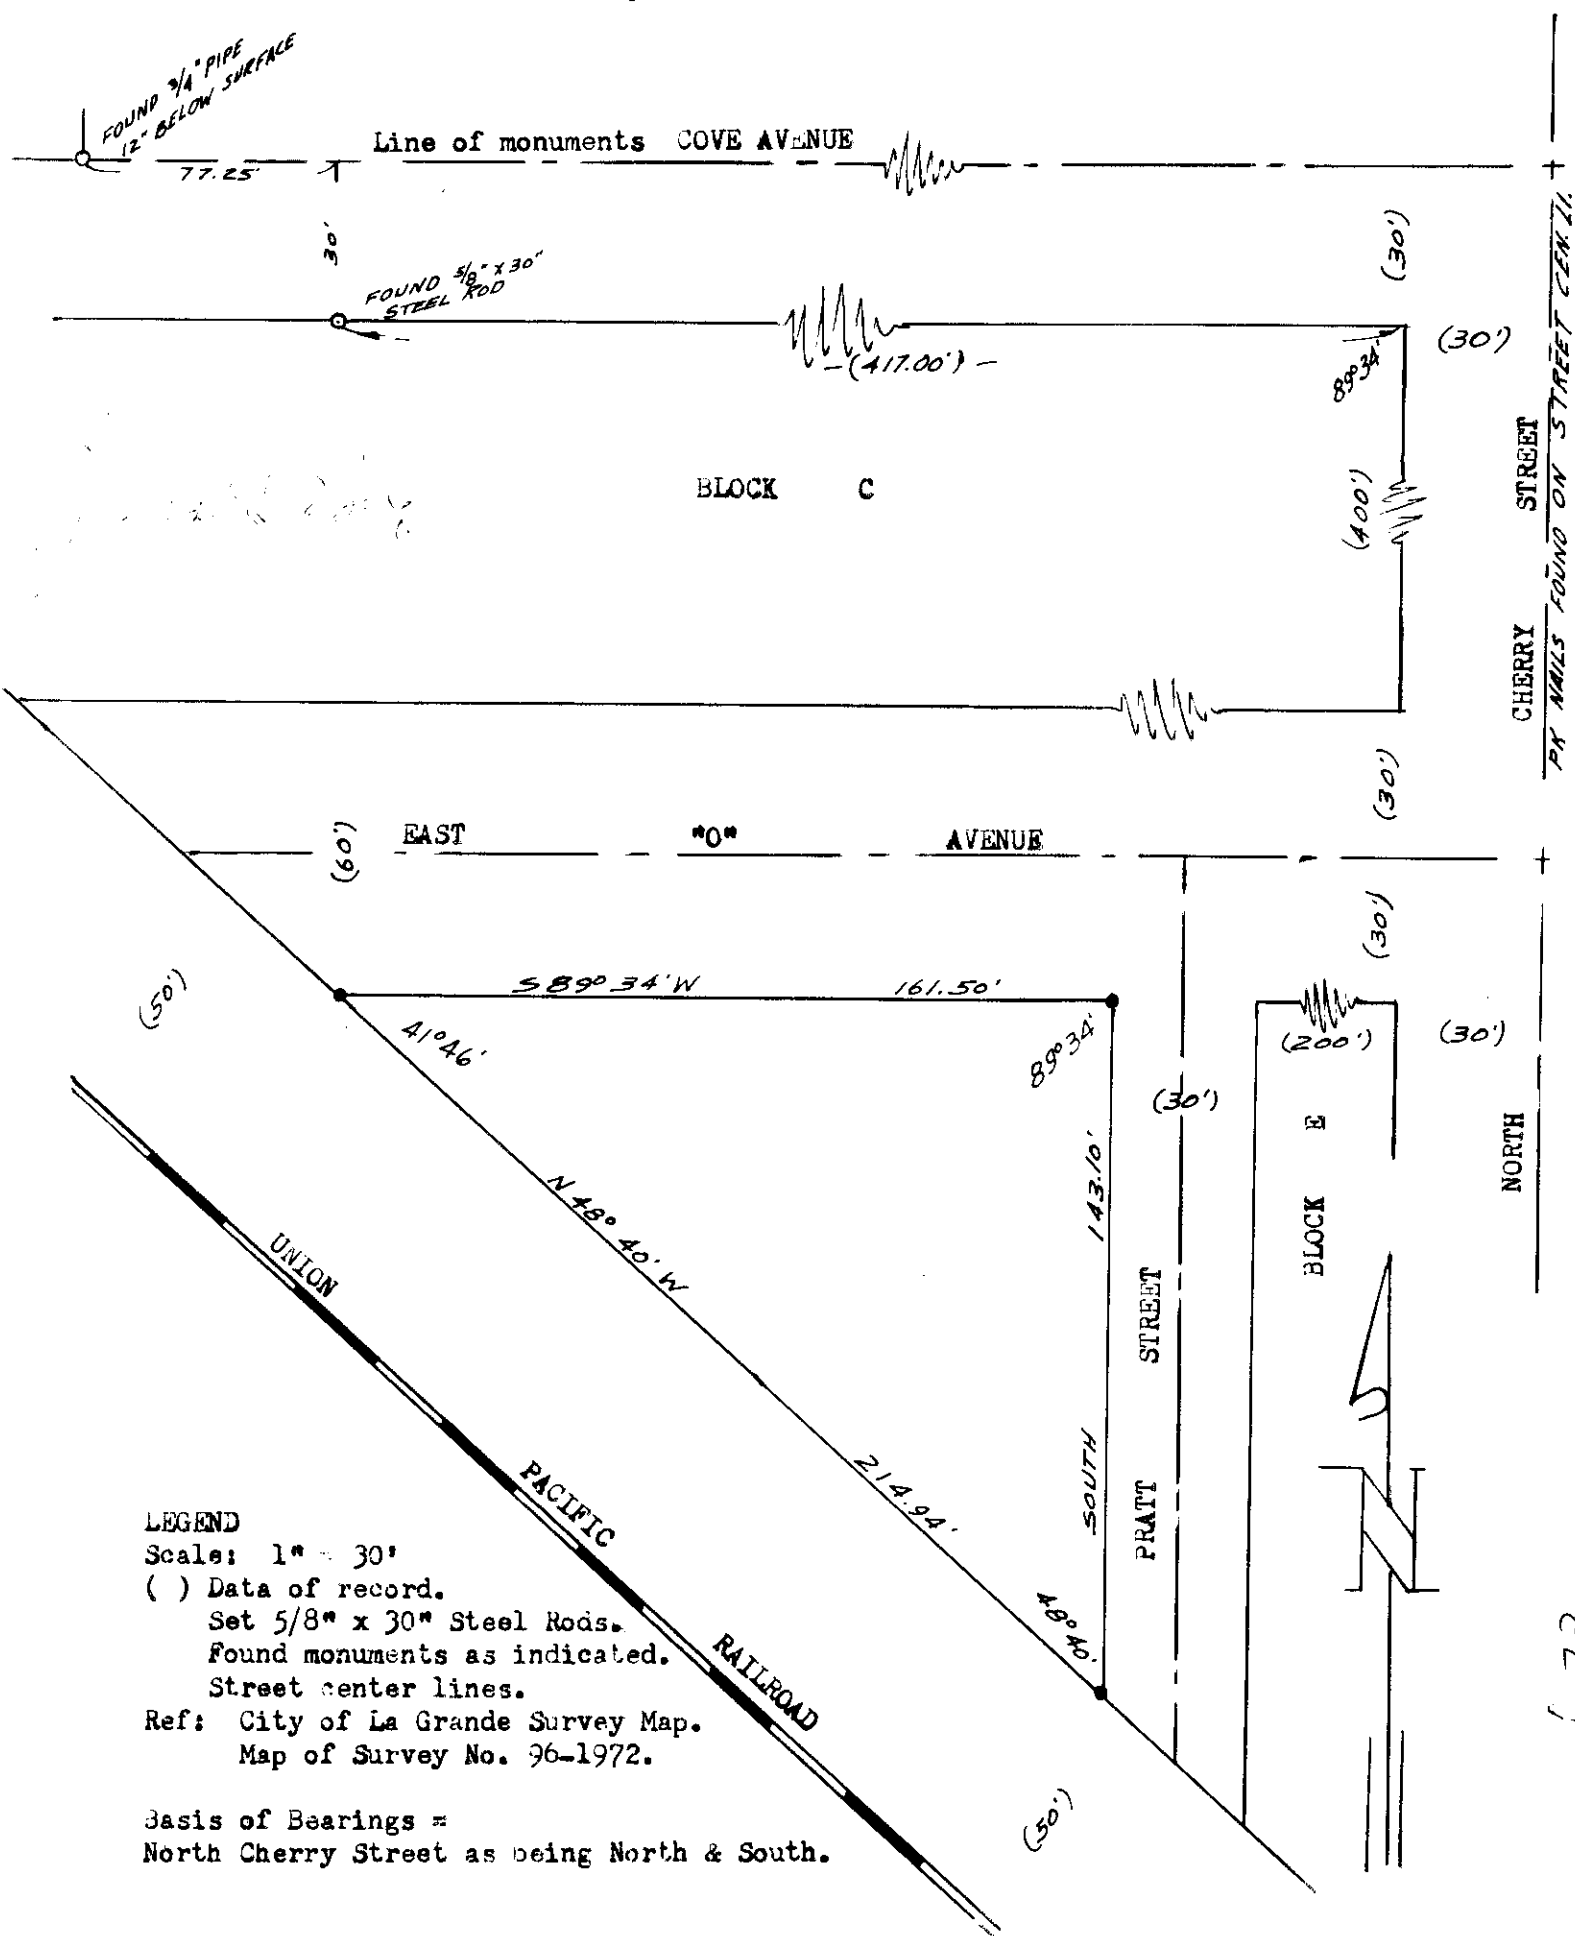 FOUND 3/4" PIPE
12" BELOW SURFACE
Line of monuments COVE AVENUE
77.25'
30'
(30')
FOUND 5/8" x 30"
STEEL ROD
(30')
-(417.00')-
89°34'
BLOCK C
(400')
NORTH CHERRY STREET
PK NAILS FOUND ON STREET CEN. LI.
(30')
(60')
EAST "O" AVENUE
(30')
(50')
S 89° 34' W 161.50'
41°46'
89°34'
(200')
(30')
(30')
BLOCK E
N 48° 40' W
214.94'
SOUTH 143.10'
PRATT STREET
48°40'
UNION PACIFIC RAILROAD
(50')
N
LEGEND
Scale: 1" = 30'
( ) Data of record.
Set 5/8" x 30" Steel Rods.
Found monuments as indicated.
Street center lines.
Ref: City of La Grande Survey Map.
Map of Survey No. 96-1972.
Basis of Bearings =
North Cherry Street as being North & South.